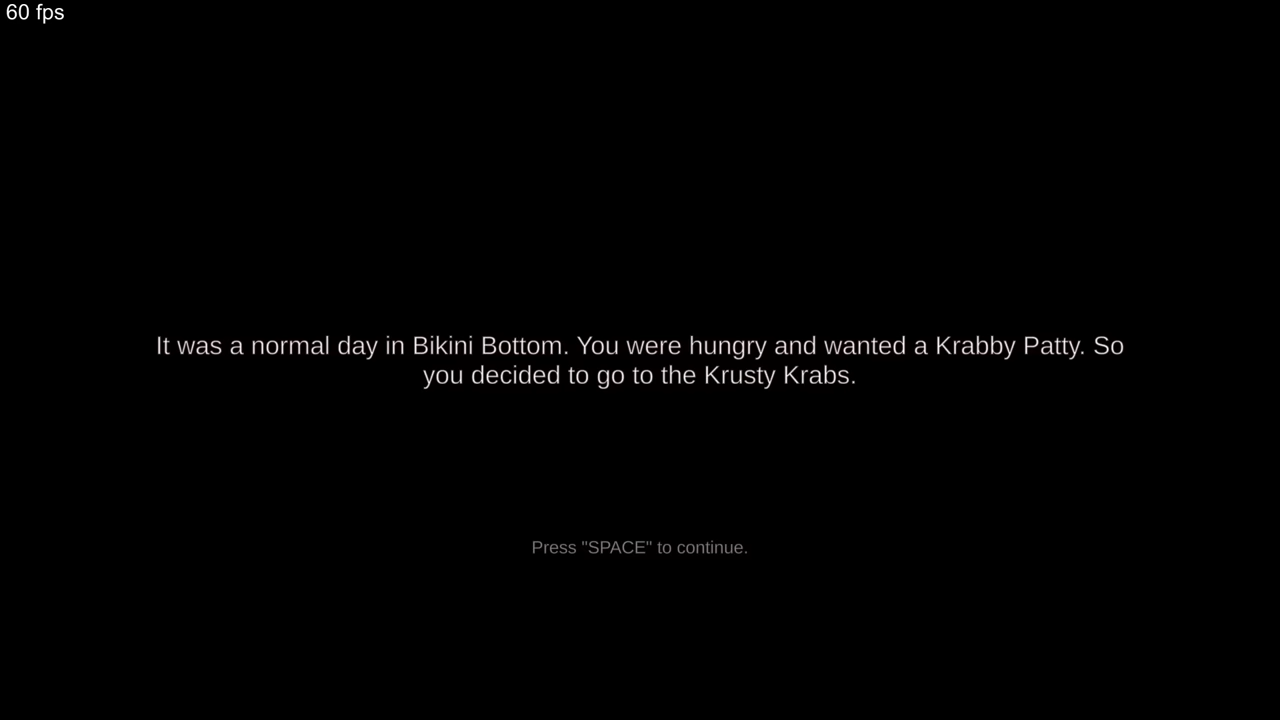 60 fps
It was a normal day in Bikini Bottom. You were hungry and wanted a Krabby Patty. So
you decided to go to the Krusty Krabs.
Press "SPACE" to continue.